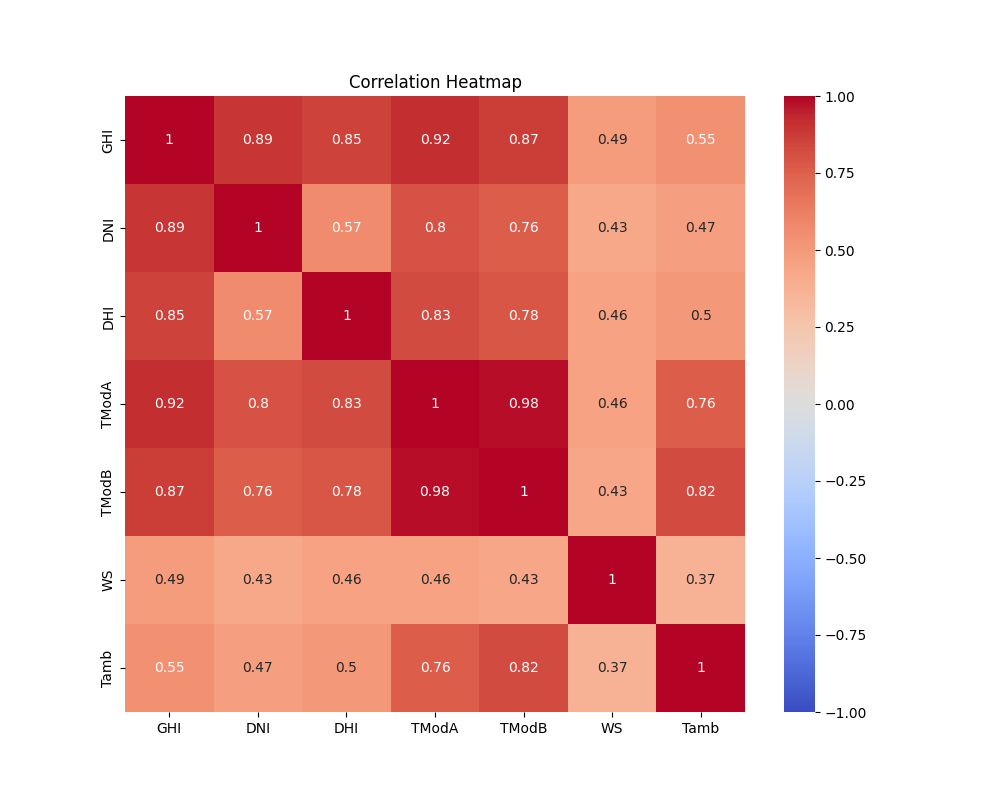 Correlation Heatmap
GHI 1 0.89 0.85 0.92 0.87 0.49 0.55
DNI 0.89 1 0.57 0.8 0.76 0.43 0.47
DHI 0.85 0.57 1 0.83 0.78 0.46 0.5
TModA 0.92 0.8 0.83 1 0.98 0.46 0.76
TModB 0.87 0.76 0.78 0.98 1 0.43 0.82
WS 0.49 0.43 0.46 0.46 0.43 1 0.37
Tamb 0.55 0.47 0.5 0.76 0.82 0.37 1
GHI DNI DHI TModA TModB WS Tamb
1.00
0.75
0.50
0.25
0.00
−0.25
−0.50
−0.75
−1.00